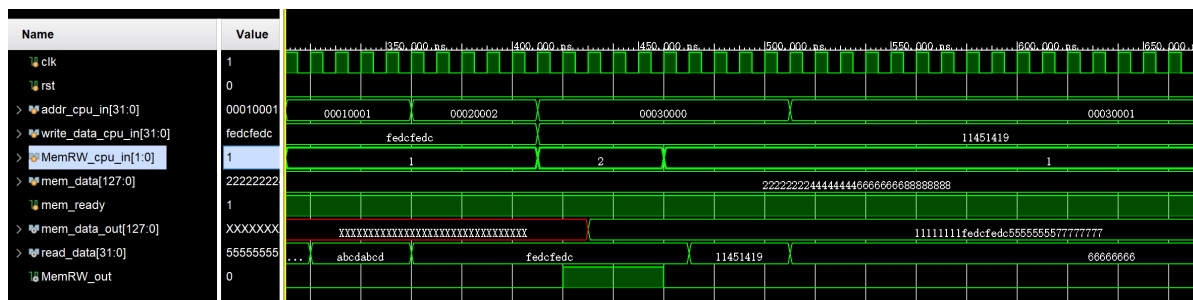 Name Value
350.000 ns 400.000 ns 450.000 ns 500.000 ns 550.000 ns 600.000 ns 650.000
clk 1
rst 0
addr_cpu_in[31:0] 00010001 00010001 00020002 00030000 00030001
write_data_cpu_in[31:0] fedcfedc fedcfedc 11451419
MemRW_cpu_in[1:0] 1 1 2 1
mem_data[127:0] 22222222 22222222444444446666666688888888
mem_ready 1
mem_data_out[127:0] XXXXXXX XXXXXXXXXXXXXXXXXXXXXXXXXXXXXXXX 11111111fedcfedc5555555577777777
read_data[31:0] 55555555 ... abcdabcd fedcfedc 11451419 66666666
MemRW_out 0